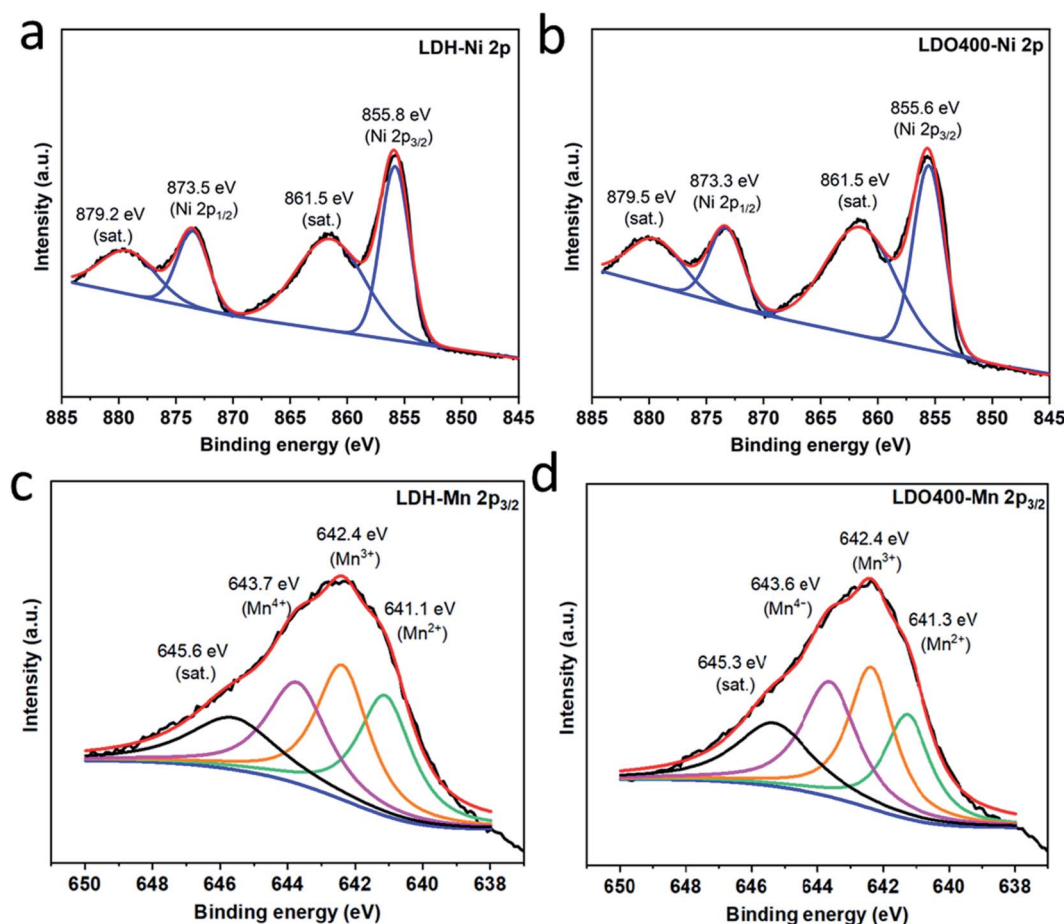 a
LDH-Ni 2p
855.8 eV
(Ni 2p3/2)
873.5 eV
(Ni 2p1/2)
861.5 eV
(sat.)
879.2 eV
(sat.)
Intensity (a.u.)
885 880 875 870 865 860 855 850 845
Binding energy (eV)
b
LDO400-Ni 2p
855.6 eV
(Ni 2p3/2)
873.3 eV
(Ni 2p1/2)
861.5 eV
(sat.)
879.5 eV
(sat.)
Intensity (a.u.)
885 880 875 870 865 860 855 850 845
Binding energy (eV)
c
LDH-Mn 2p3/2
642.4 eV
(Mn3+)
643.7 eV
(Mn4+)
641.1 eV
(Mn2+)
645.6 eV
(sat.)
Intensity (a.u.)
650 648 646 644 642 640 638
Binding energy (eV)
d
LDO400-Mn 2p3/2
642.4 eV
(Mn3+)
643.6 eV
(Mn4-)
641.3 eV
(Mn2+)
645.3 eV
(sat.)
Intensity (a.u.)
650 648 646 644 642 640 638
Binding energy (eV)